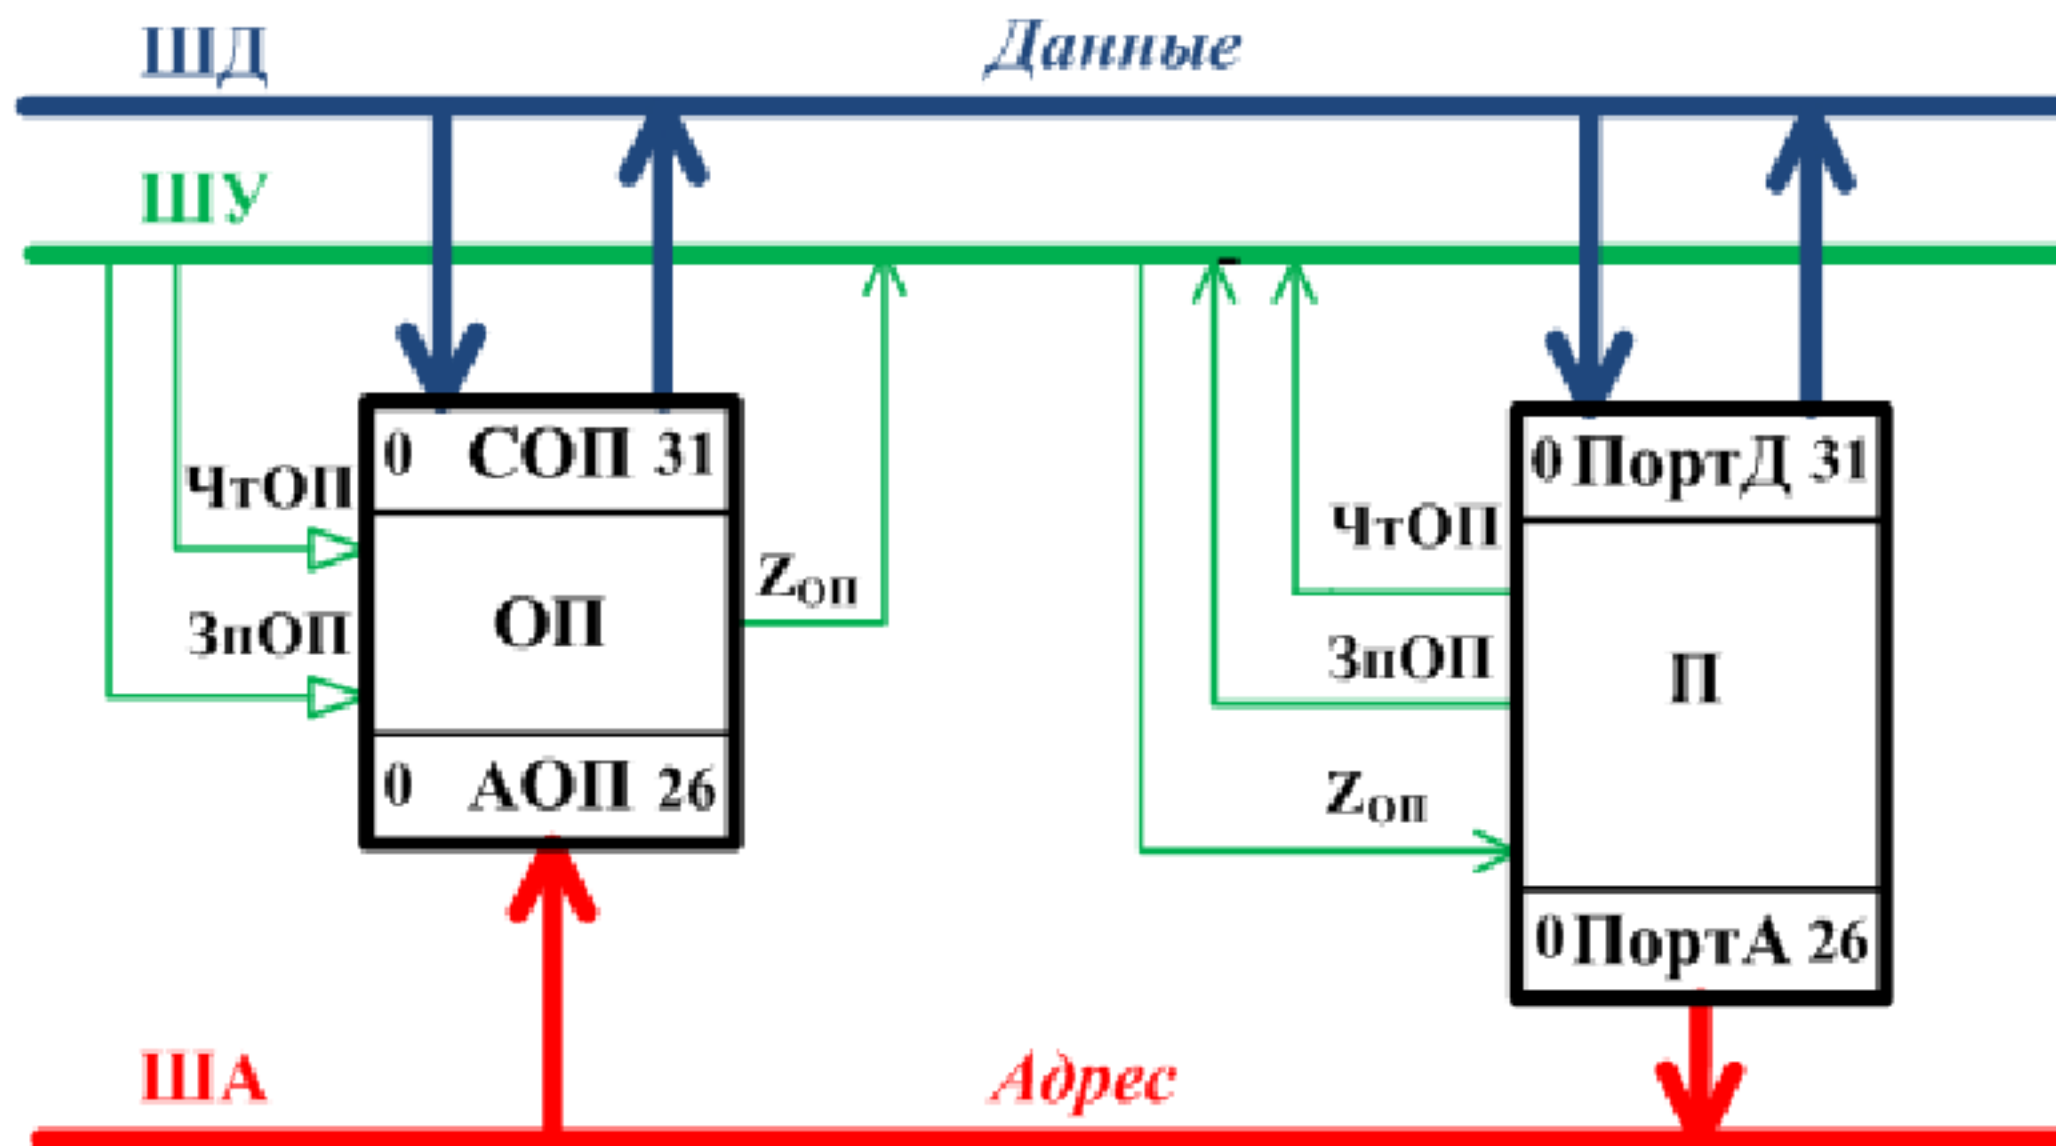 ШД Данные
ШУ
0 СОП 31
0 ПортД 31
ЧтОП
ЧтОП
ZОП
ОП
ЗпОП
ЗпОП
П
0 АОП 26
ZОП
0 ПортА 26
ША Адрес